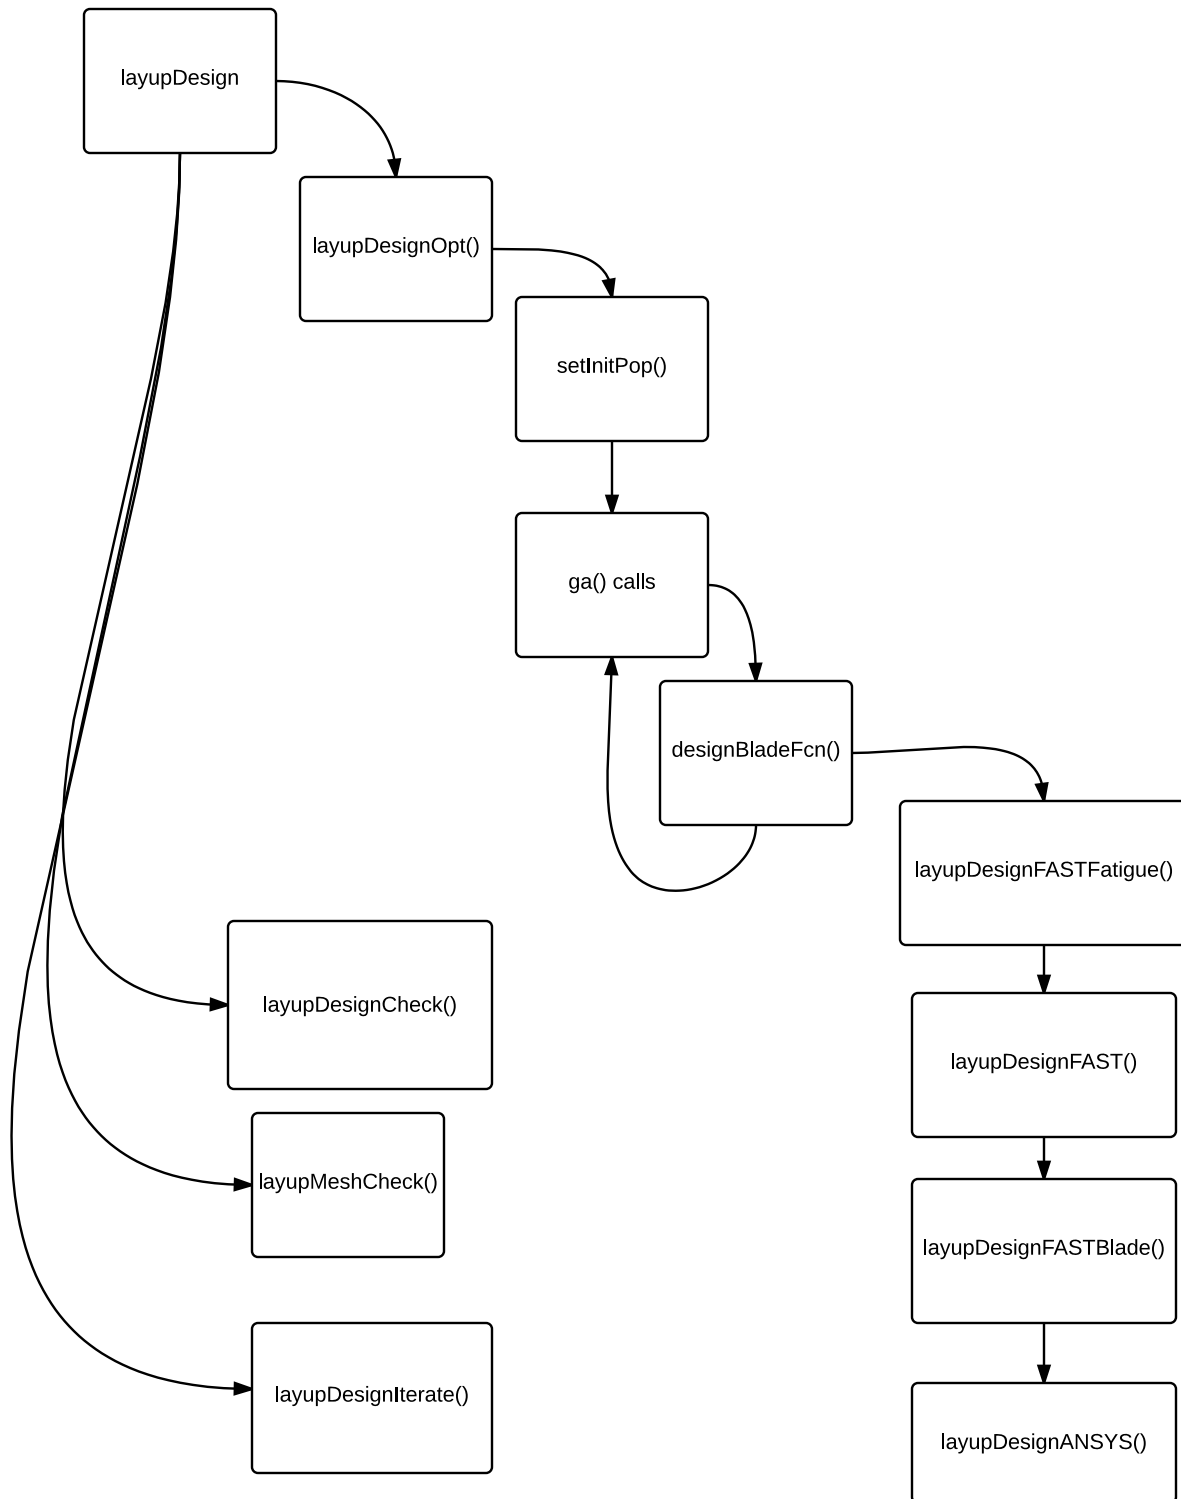 layupDesign
layupDesignOpt()
setInitPop()
ga() calls
designBladeFcn()
layupDesignFASTFatigue()
layupDesignCheck()
layupDesignFAST()
layupMeshCheck()
layupDesignFASTBlade()
layupDesignIterate()
layupDesignANSYS()